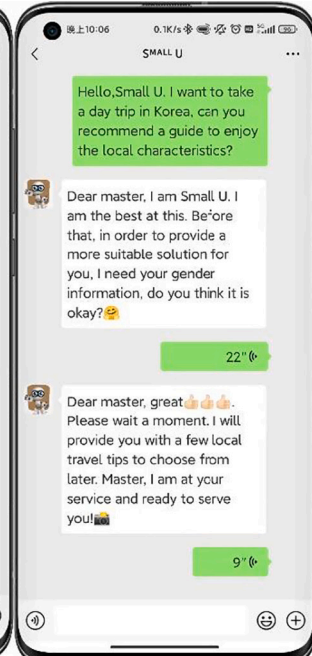 晚上10:06 0.1K/s 5G 96
SMALL U
Hello,Small U. I want to take
a day trip in Korea, can you
recommend a guide to enjoy
the local characteristics?
Dear master, I am Small U. I
am the best at this. Before
that, in order to provide a
more suitable solution for
you, I need your gender
information, do you think it is
okay?🤗
22"
Dear master, great👍🏻👍🏻👍🏻.
Please wait a moment. I will
provide you with a few local
travel tips to choose from
later. Master, I am at your
service and ready to serve
you!📸
9"